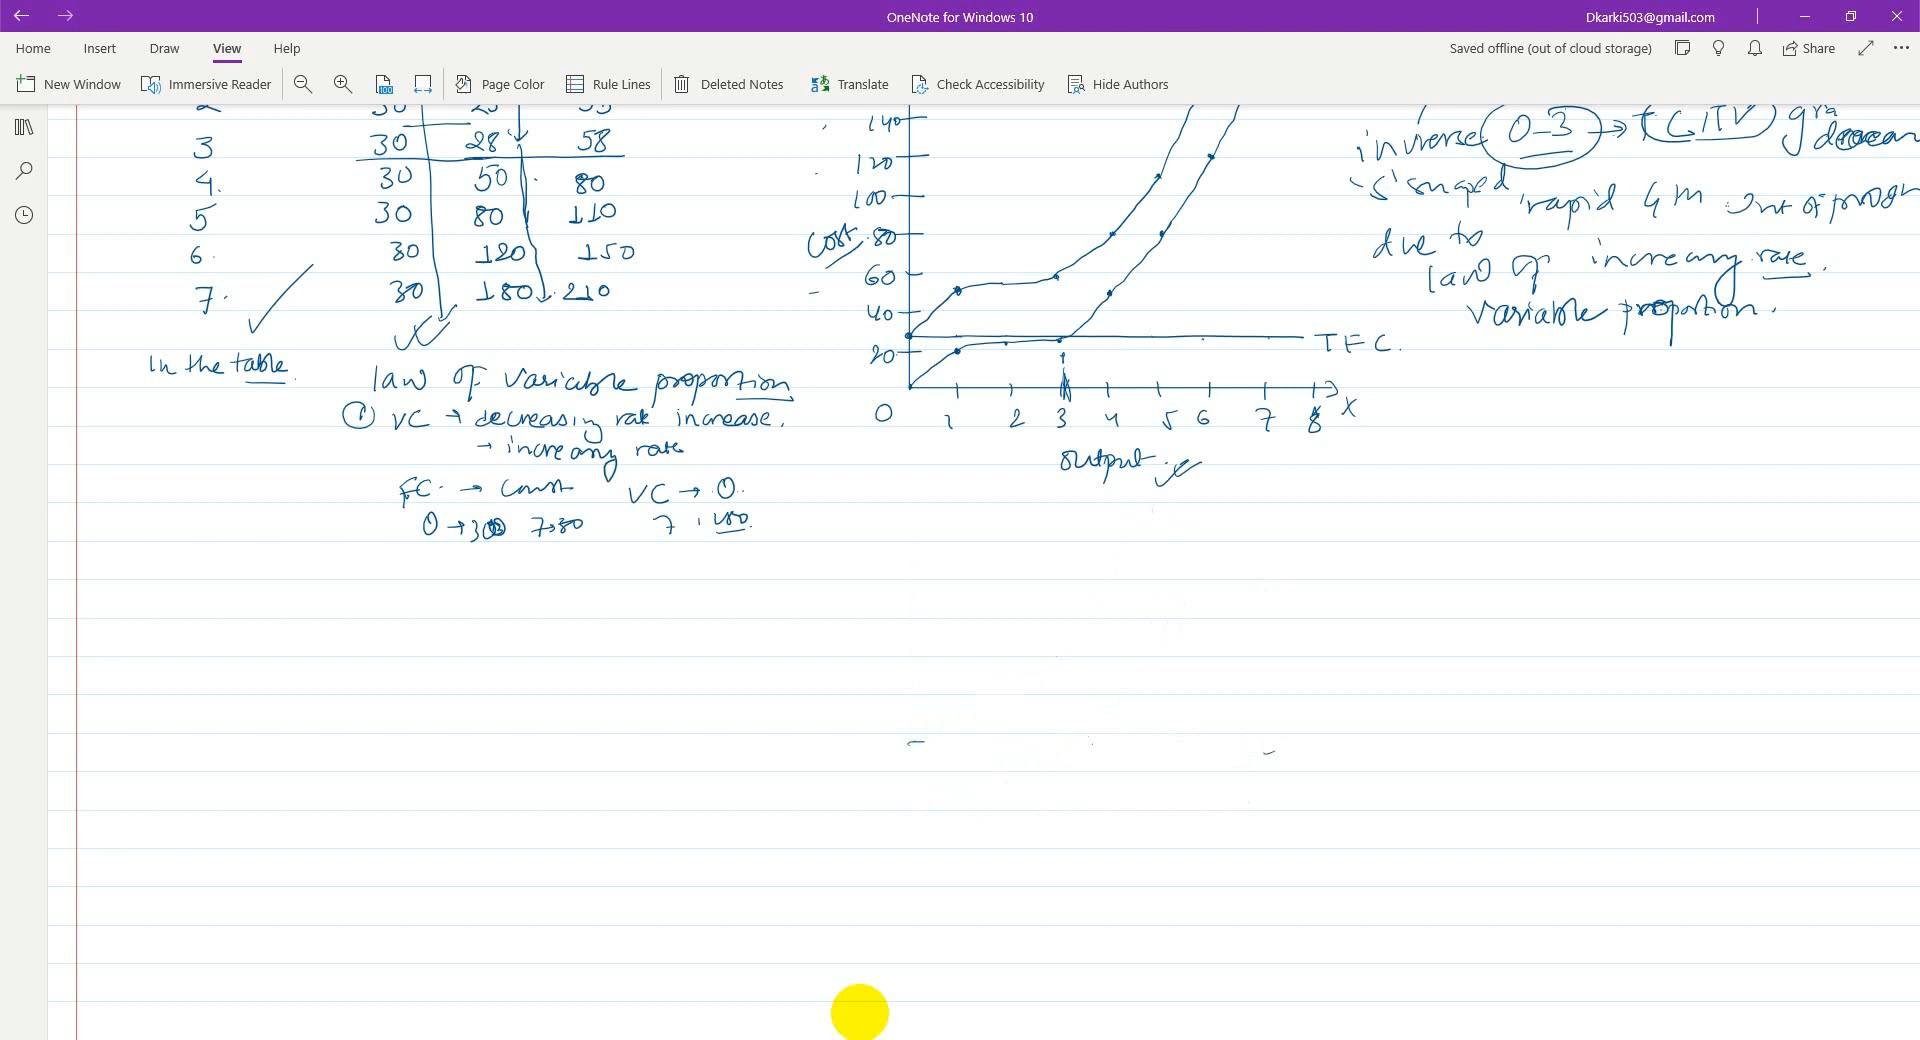 OneNote for Windows 10
Dkarki503@gmail.com
Home Insert Draw View Help
Saved offline (out of cloud storage)
Share
New Window Immersive Reader Page Color Rule Lines Deleted Notes Translate Check Accessibility Hide Authors
3 30 28 58
4. 30 50 80
5 30 80 110
6. 30 120 150
7. 30 180 210
In the table
law of variable proportion
① VC → decreasing rate increase.
→ increasing rate
FC → const VC → 0.
0 → 30 7→30 7 180
140
120
100
80
60
40
20
Cost
TFC.
0 1 2 3 4 5 6 7 8 X
output
inverse 0-3 →
'S' shaped rapid
due to
law of increasing rate.
variable proportion.